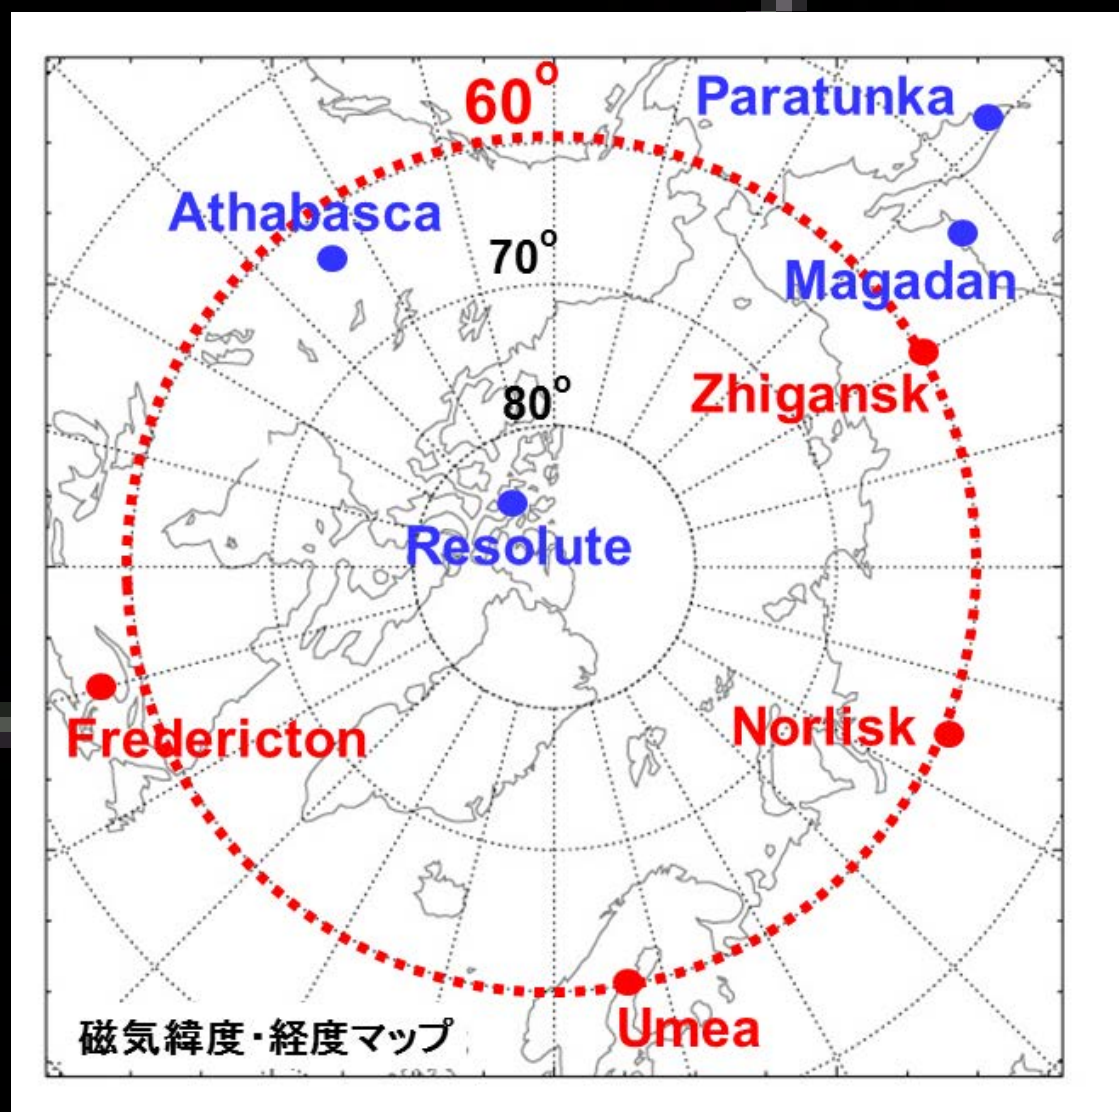 60°
Paratunka
Athabasca
70°
Magadan
Zhigansk
80°
Resolute
Fredericton
Norlisk
Umea
磁気緯度・経度マップ